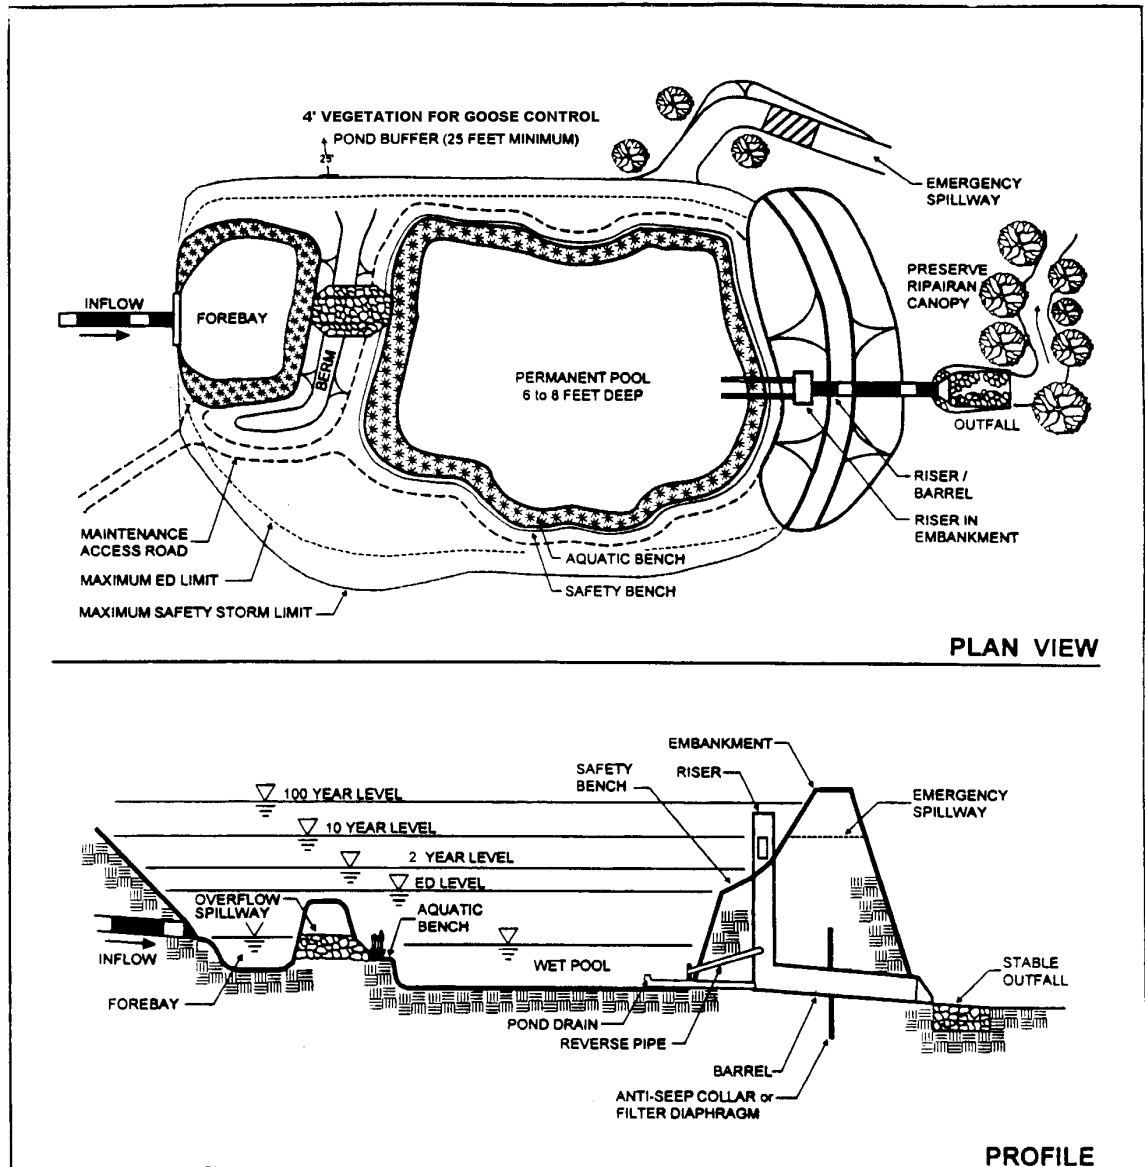 4' VEGETATION FOR GOOSE CONTROL
POND BUFFER (25 FEET MINIMUM)
25'
EMERGENCY
SPILLWAY
PRESERVE
RIPAIRAN
CANOPY
INFLOW
FOREBAY
BERM
PERMANENT POOL
6 to 8 FEET DEEP
OUTFALL
RISER /
BARREL
RISER IN
EMBANKMENT
MAINTENANCE
ACCESS ROAD
AQUATIC BENCH
MAXIMUM ED LIMIT
SAFETY BENCH
MAXIMUM SAFETY STORM LIMIT
PLAN VIEW
EMBANKMENT
SAFETY
BENCH
RISER
100 YEAR LEVEL
EMERGENCY
SPILLWAY
10 YEAR LEVEL
2 YEAR LEVEL
ED LEVEL
OVERFLOW
SPILLWAY
AQUATIC
BENCH
INFLOW
WET POOL
STABLE
OUTFALL
FOREBAY
POND DRAIN
REVERSE PIPE
BARREL
ANTI-SEEP COLLAR or
FILTER DIAPHRAGM
PROFILE